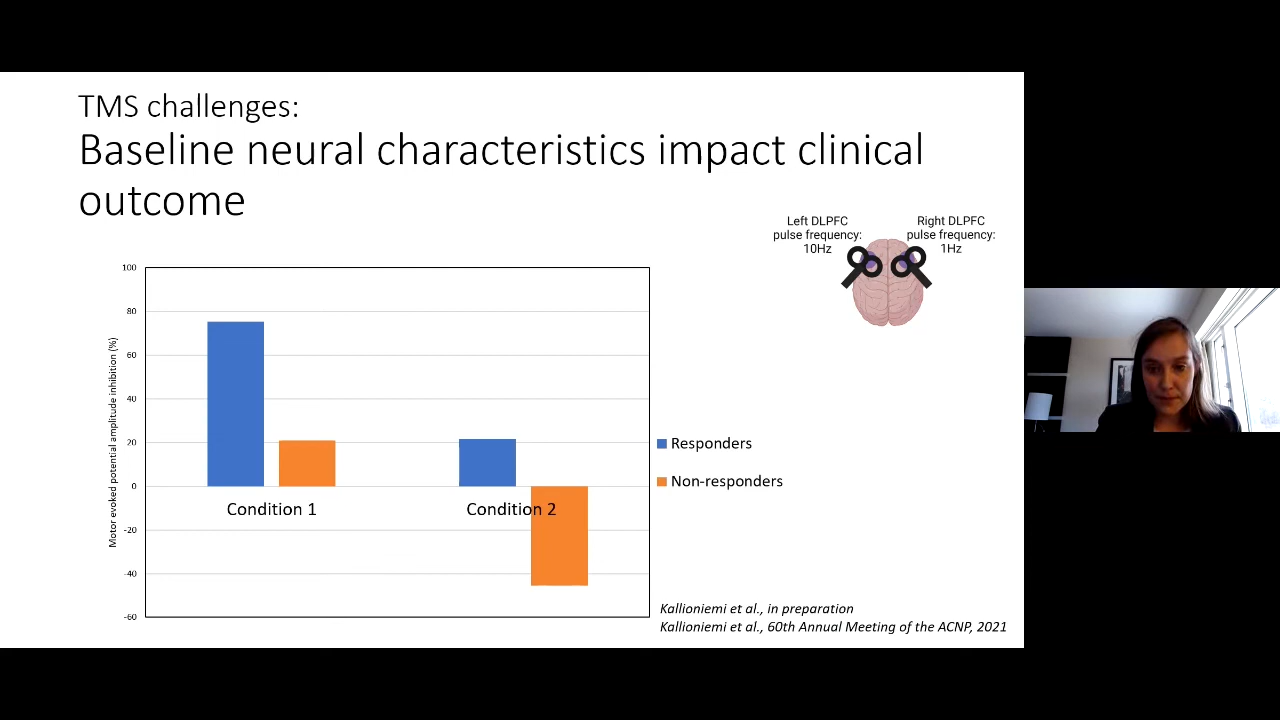 TMS challenges:
Baseline neural characteristics impact clinical
outcome
Left DLPFC
pulse frequency:
10Hz
Right DLPFC
pulse frequency:
1Hz
Motor evoked potential amplitude inhibition (%)
100
80
60
40
20
0
-20
-40
-60
Condition 1
Condition 2
Responders
Non-responders
Kallioniemi et al., in preparation
Kallioniemi et al., 60th Annual Meeting of the ACNP, 2021